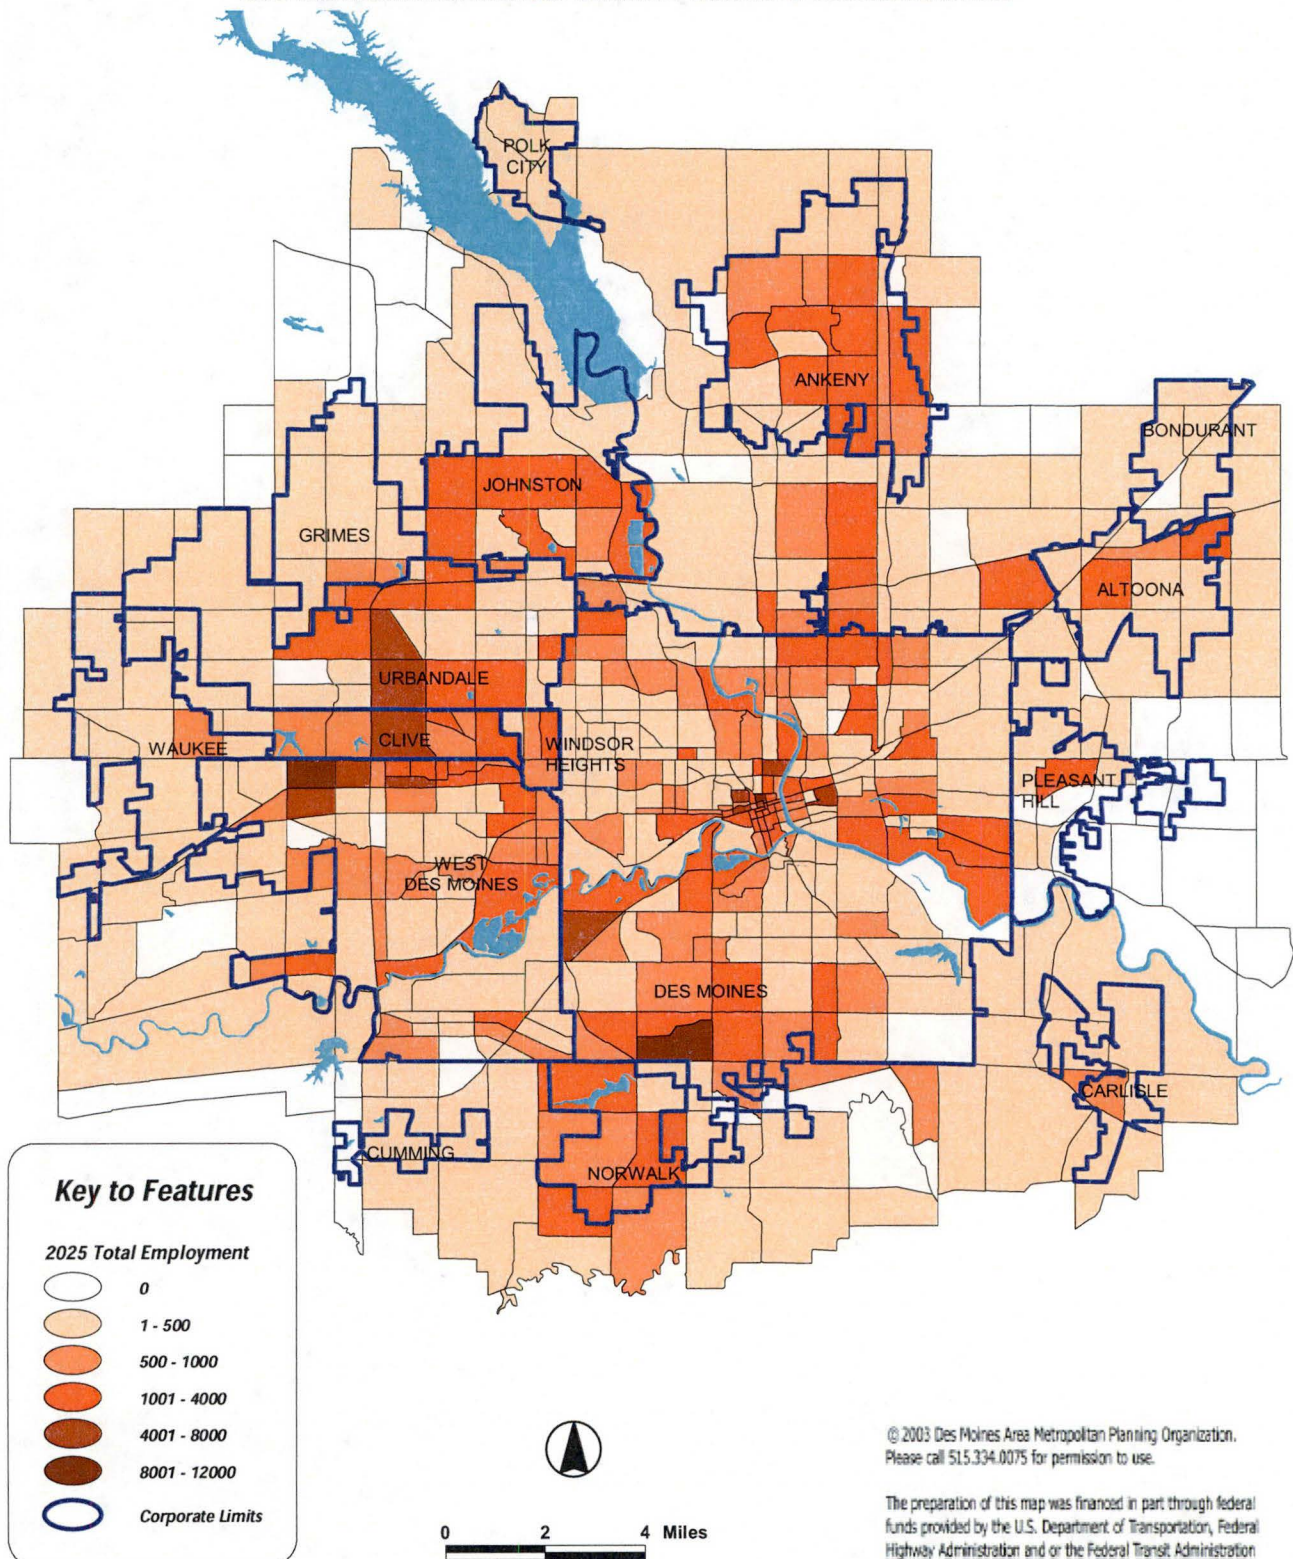 POLK
CITY
ANKENY
BONDURANT
JOHNSTON
GRIMES
ALTOONA
URBANDALE
WAUKEE
CLIVE
WINDSOR
HEIGHTS
PLEASANT
HILL
WEST
DES MOINES
DES MOINES
CARLISLE
CUMMING
NORWALK
Key to Features
2025 Total Employment
0
1 - 500
500 - 1000
1001 - 4000
4001 - 8000
8001 - 12000
Corporate Limits
0 2 4 Miles
© 2003 Des Moines Area Metropolitan Planning Organization.
Please call 515.334.0075 for permission to use.
The preparation of this map was financed in part through federal
funds provided by the U.S. Department of Transportation, Federal
Highway Administration and or the Federal Transit Administration